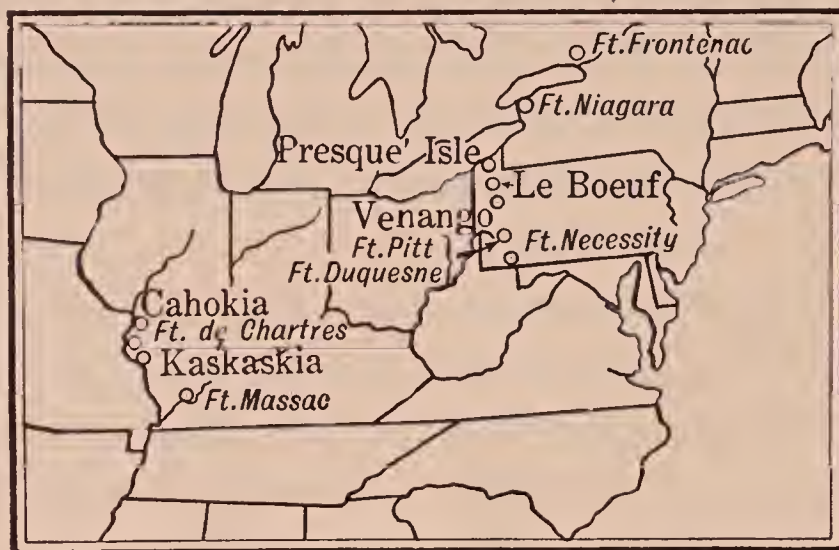 Ft.Frontenac
Ft.Niagara
Presque' Isle
Le Boeuf
Venango
Ft.Pitt
Ft.Necessity
Ft.Duquesne
Cahokia
Ft. de Chartres
Kaskaskia
Ft.Massac